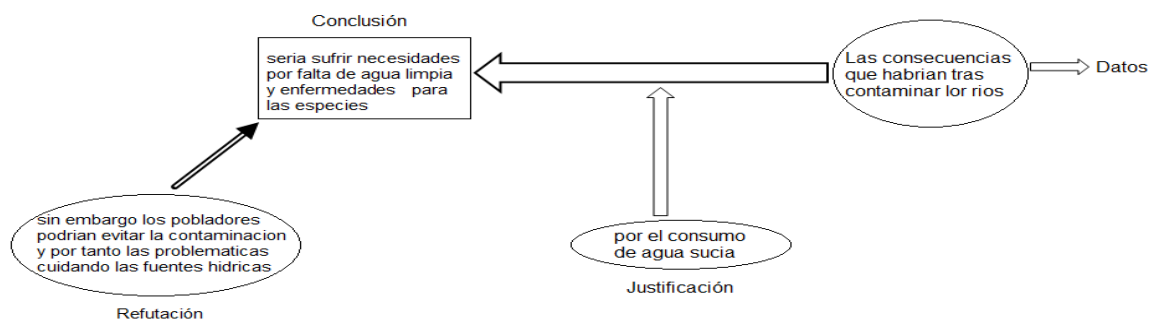 Conclusión
seria sufrir necesidades
por falta de agua limpia
y enfermedades para
las especies
Las consecuencias
que habrian tras
contaminar lor rios
Datos
sin embargo los pobladores
podrian evitar la contaminacion
y por tanto las problematicas
cuidando las fuentes hidricas
Refutación
por el consumo
de agua sucia
Justificación